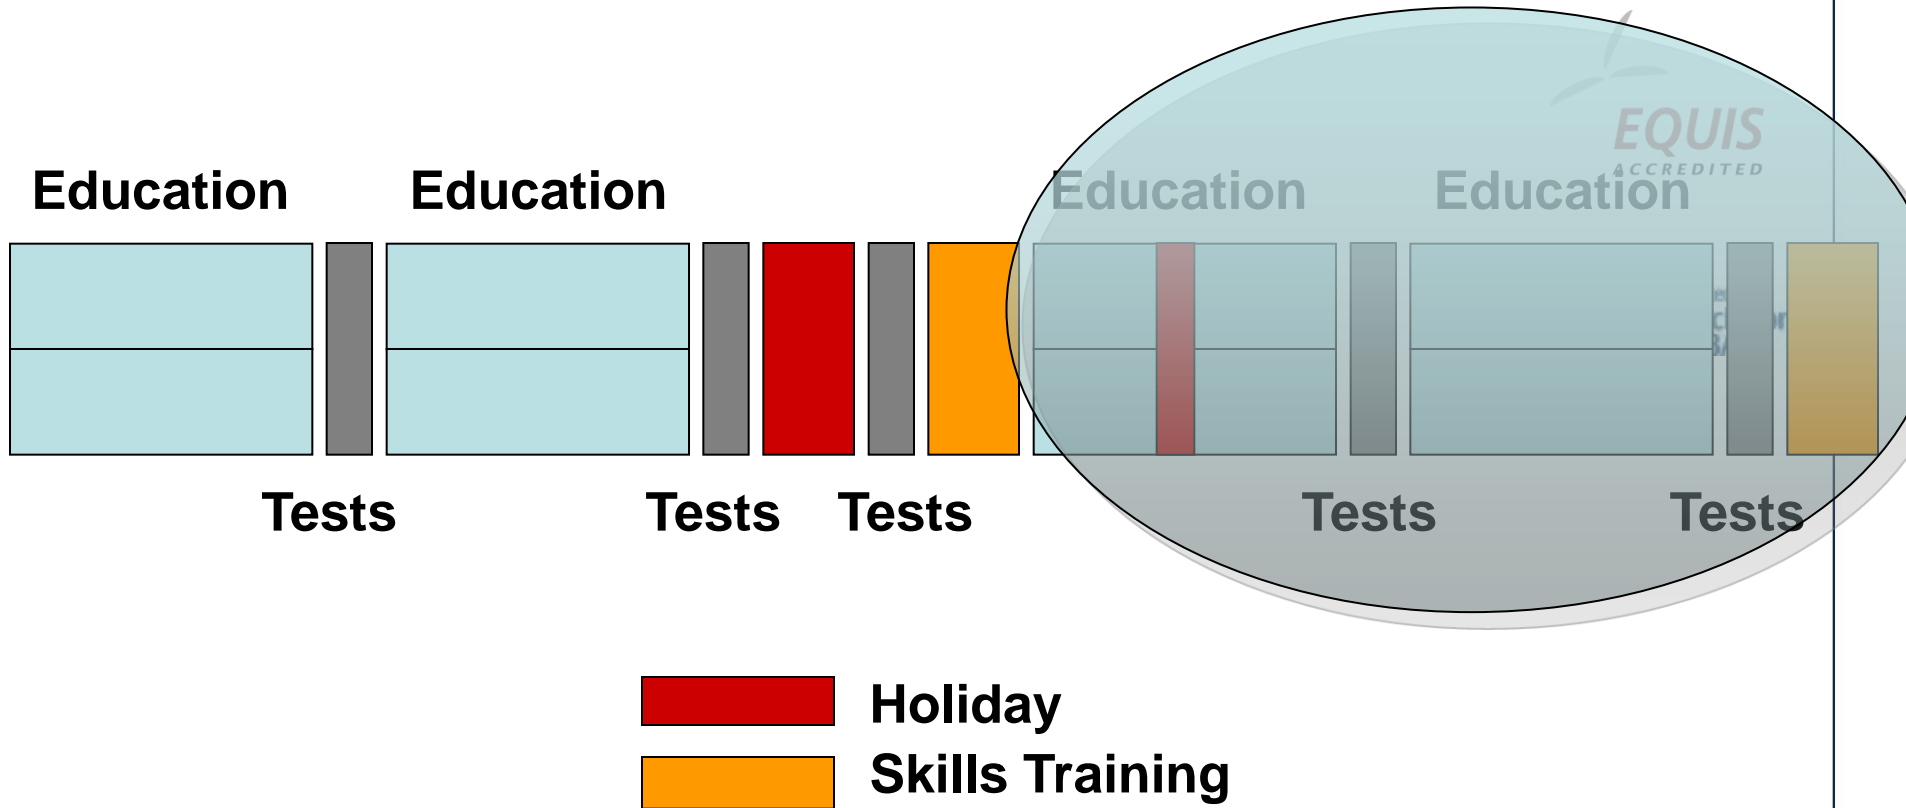 EQUIS
ACCREDITED
Education Education Education Education
Tests Tests Tests Tests Tests
Holiday
Skills Training